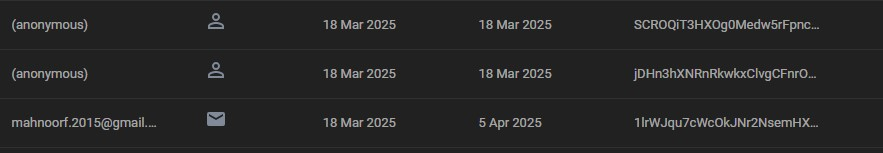 (anonymous) 18 Mar 2025 18 Mar 2025 SCROQiT3HXOg0Medw5rFpnc...
(anonymous) 18 Mar 2025 18 Mar 2025 jDHn3hXNRnRkwkxClvgCFnrO...
mahnoorf.2015@gmail.... 18 Mar 2025 5 Apr 2025 1lrWJqu7cWcOkJNr2NsemHX...